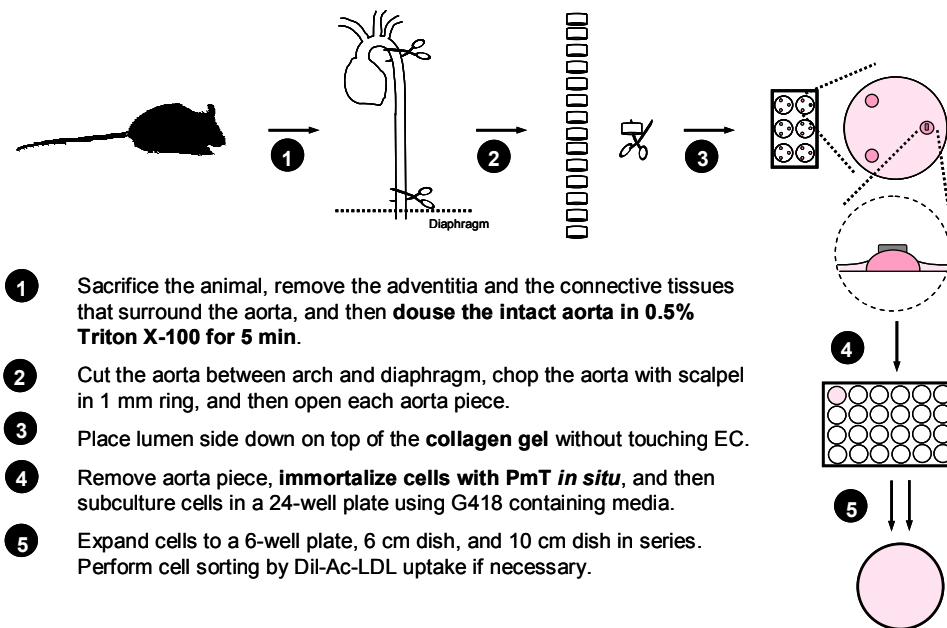 1
2
3
Diaphragm
4
5
1 Sacrifice the animal, remove the adventitia and the connective tissues
that surround the aorta, and then douse the intact aorta in 0.5%
Triton X-100 for 5 min.
2 Cut the aorta between arch and diaphragm, chop the aorta with scalpel
in 1 mm ring, and then open each aorta piece.
3 Place lumen side down on top of the collagen gel without touching EC.
4 Remove aorta piece, immortalize cells with PmT in situ, and then
subculture cells in a 24-well plate using G418 containing media.
5 Expand cells to a 6-well plate, 6 cm dish, and 10 cm dish in series.
Perform cell sorting by Dil-Ac-LDL uptake if necessary.